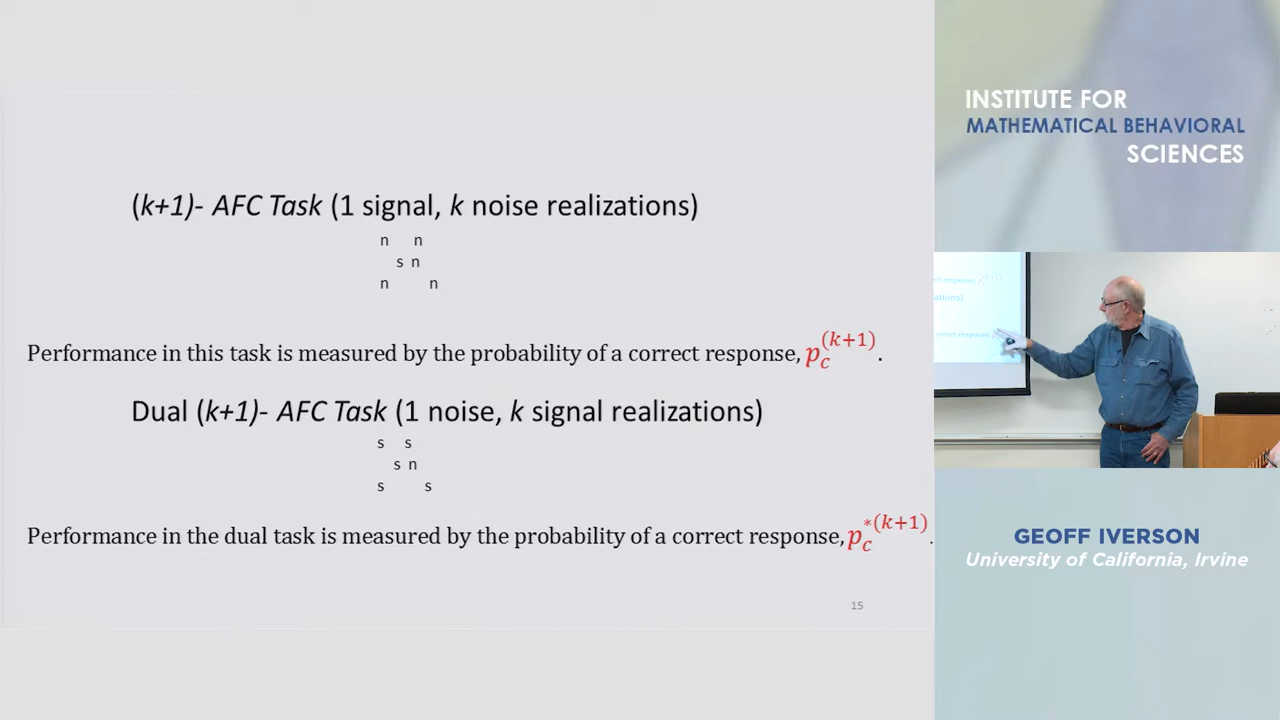 (k+1)- AFC Task (1 signal, k noise realizations)
n n
s n
n n
Performance in this task is measured by the probability of a correct response, p_c^{(k+1)}.
Dual (k+1)- AFC Task (1 noise, k signal realizations)
s s
s n
s s
Performance in the dual task is measured by the probability of a correct response, p_c^{*(k+1)}.
15
INSTITUTE FOR
MATHEMATICAL BEHAVIORAL
SCIENCES
GEOFF IVERSON
University of California, Irvine